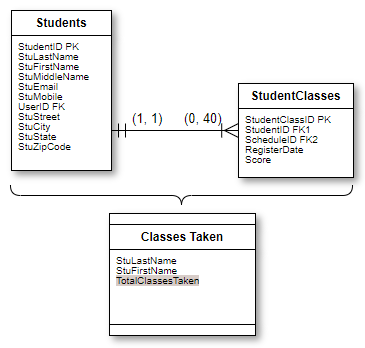 Students
StudentID PK
StuLastName
StuFirstName
StuMiddleName
StuEmail
StuMobile
UserID FK
StuStreet
StuCity
StuState
StuZipCode
(1, 1)
(0, 40)
StudentClasses
StudentClassID PK
StudentID FK1
ScheduleID FK2
RegisterDate
Score
Classes Taken
StuLastName
StuFirstName
TotalClassesTaken